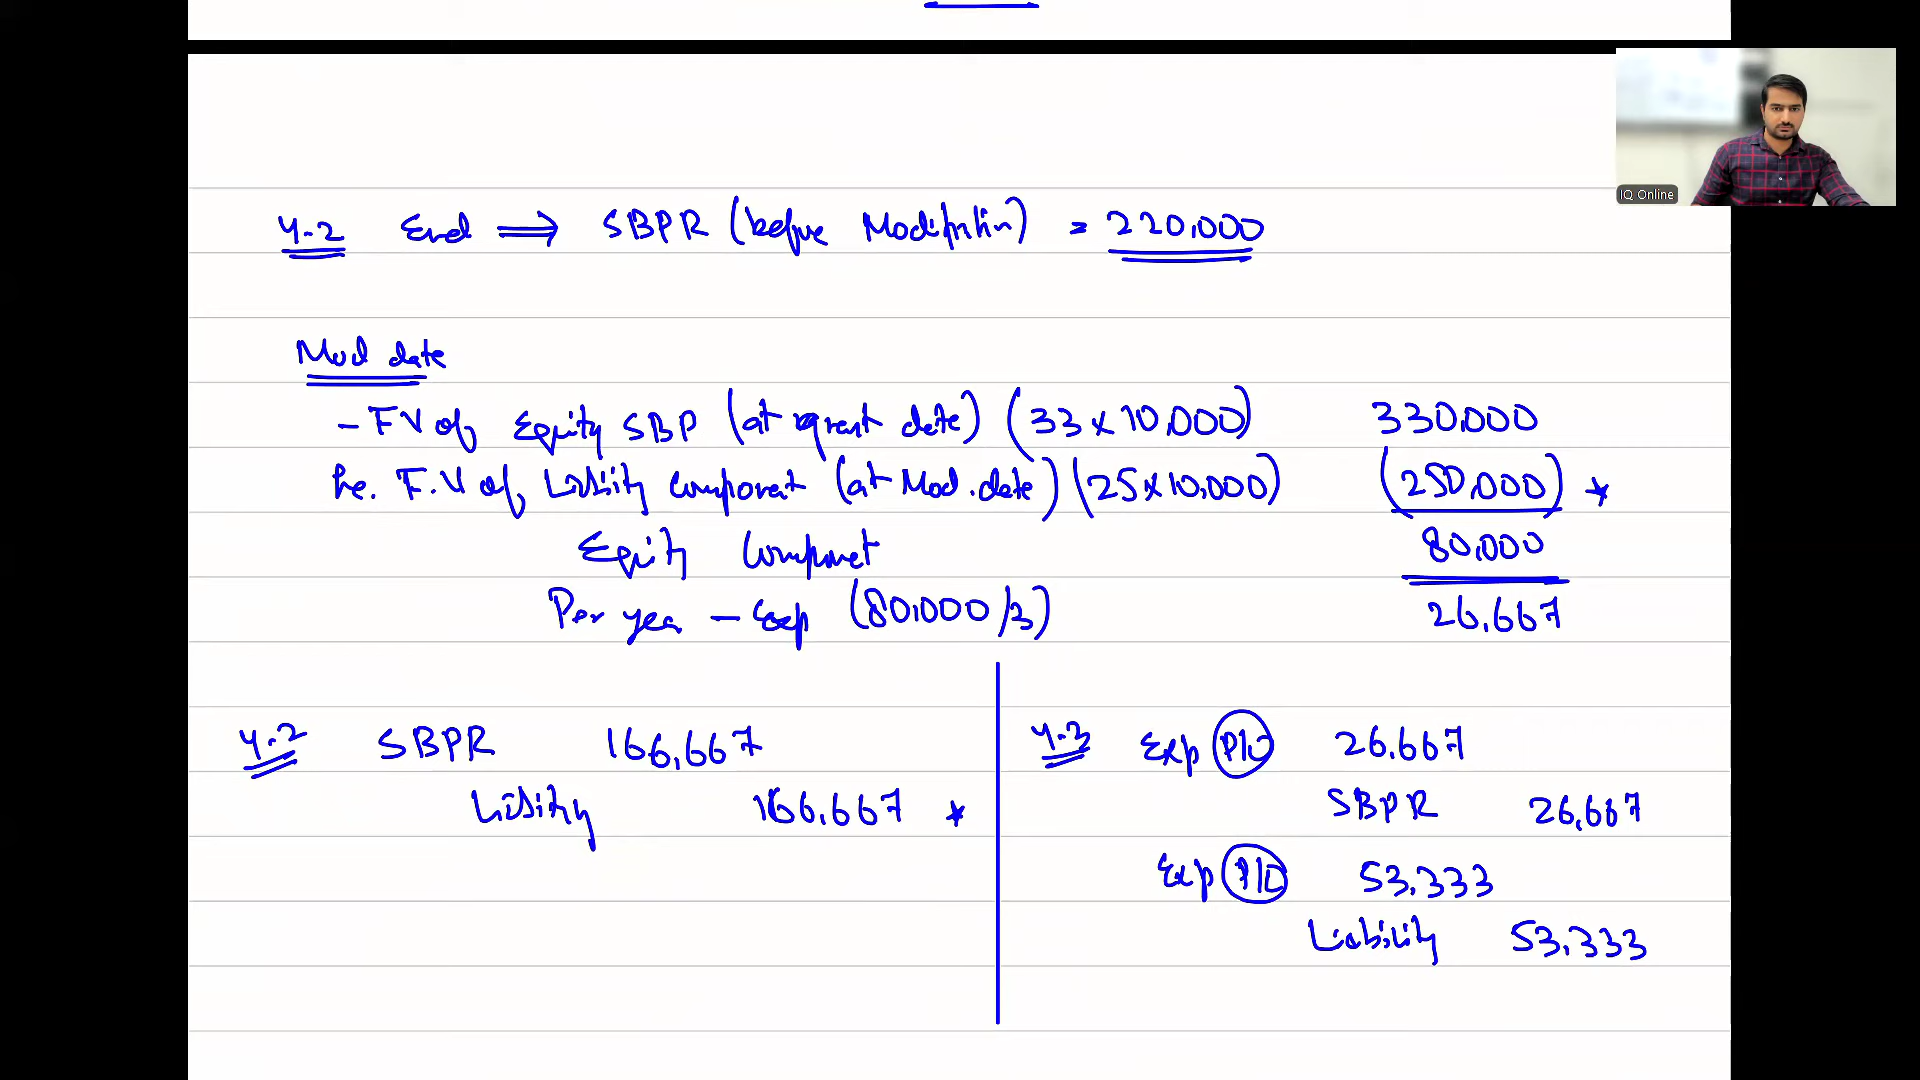 IQ Online
Y-2 End ⇒ SBPR (before Modification) = 220,000
Mod date
- FV of Equity SBP (at grant date) (33 x 10,000) 330,000
F.V of Liability Component (at Mod. date) (25 x 10,000) (250,000) *
Equity Component 80,000
Per year - Exp (80,000/3) 26,667
Y-2 SBPR 166,667
Liability 166,667 *
Y-3 Exp 26,667
SBPR 26,667
Exp 53,333
Liability 53,333